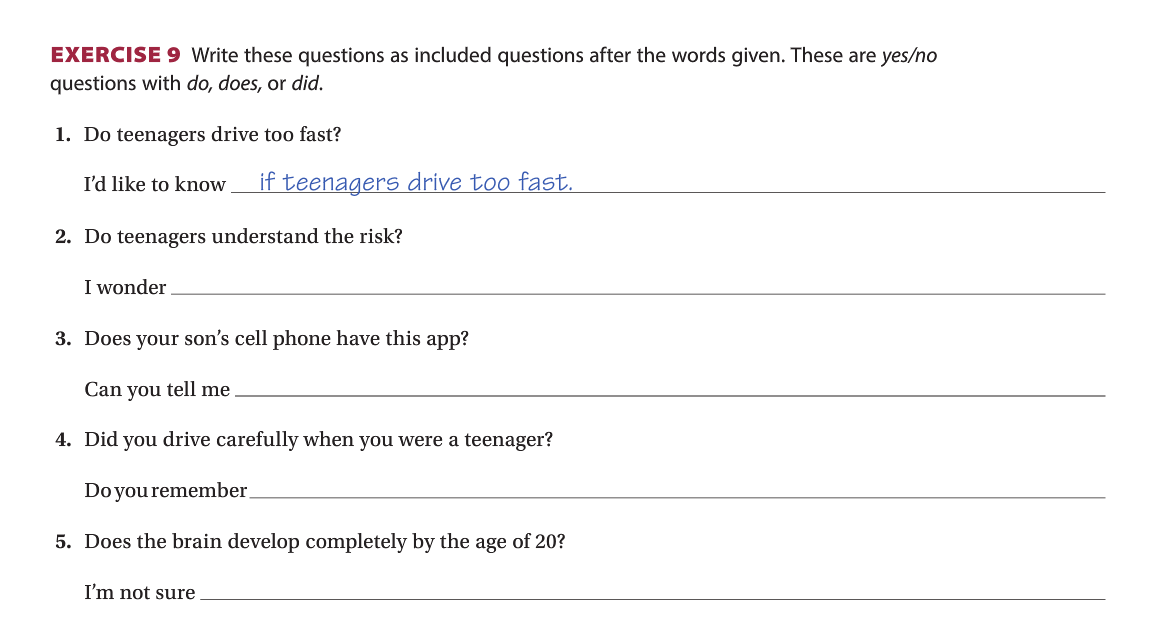 EXERCISE 9 Write these questions as included questions after the words given. These are yes/no
questions with do, does, or did.
1. Do teenagers drive too fast?
I’d like to know if teenagers drive too fast.
2. Do teenagers understand the risk?
I wonder
3. Does your son’s cell phone have this app?
Can you tell me
4. Did you drive carefully when you were a teenager?
Do you remember
5. Does the brain develop completely by the age of 20?
I’m not sure